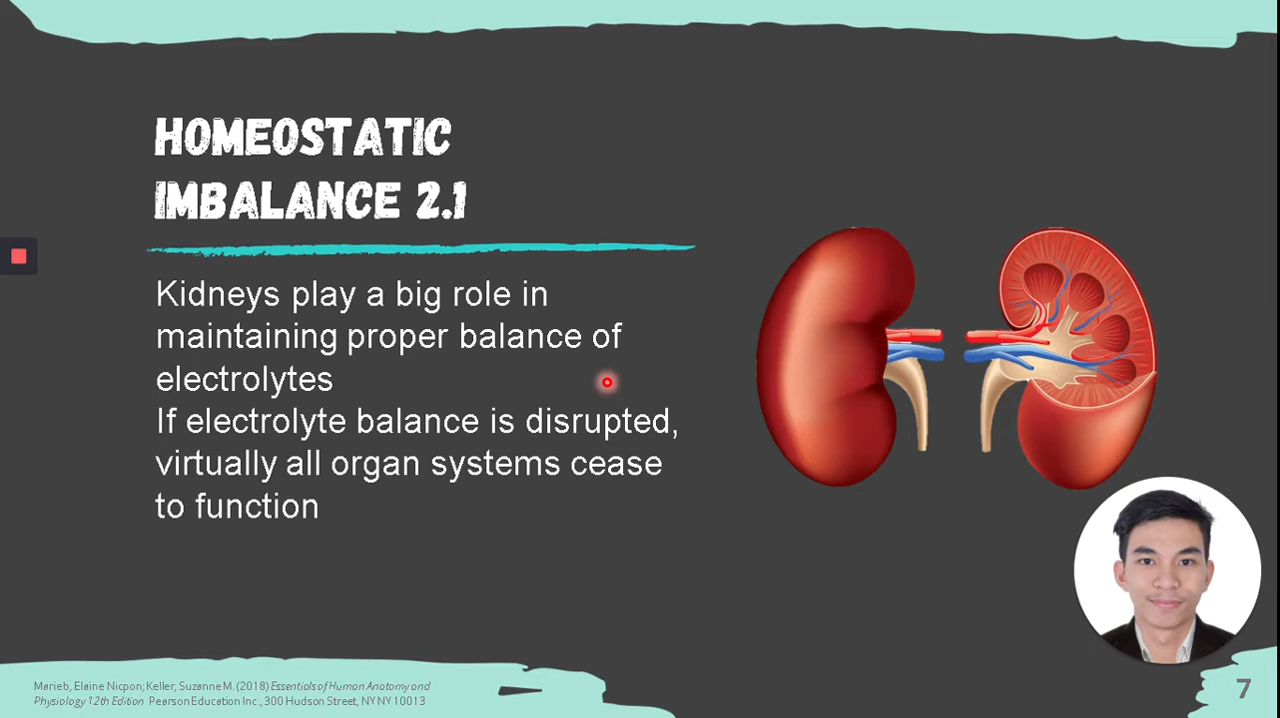 HOMEOSTATIC
IMBALANCE 2.1
Kidneys play a big role in
maintaining proper balance of
electrolytes
If electrolyte balance is disrupted,
virtually all organ systems cease
to function
Marieb, Elaine Nicpon; Keller, Suzanne M. (2018) Essentials of Human Anatomy and
Physiology 12th Edition Pearson Education Inc., 300 Hudson Street, NY NY 10013
7